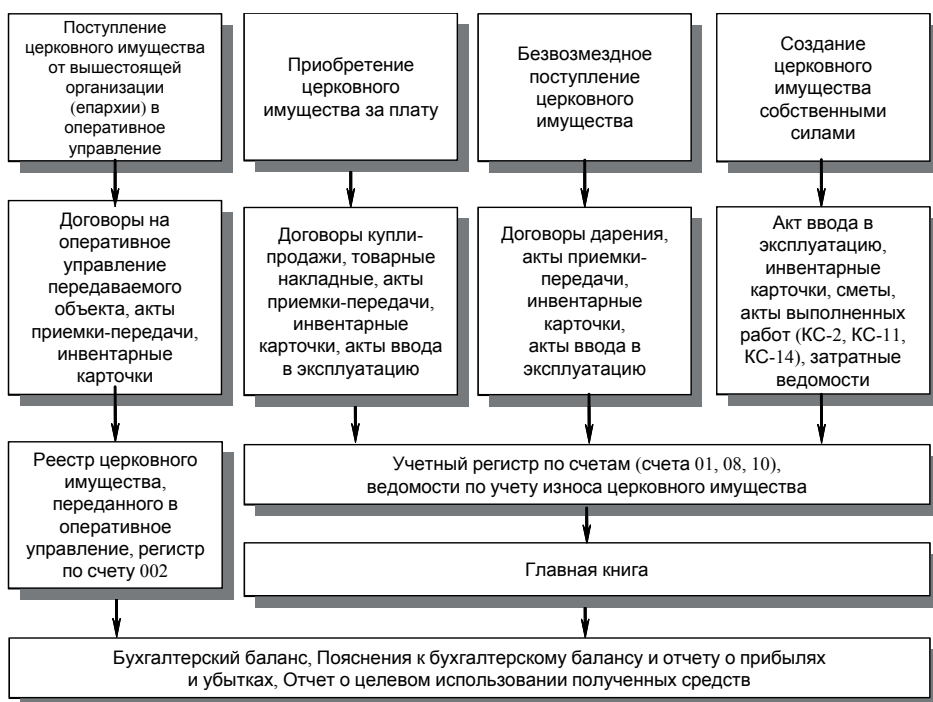 Поступление
церковного имущества
от вышестоящей
организации
(епархии) в
оперативное
управление
Приобретение
церковного
имущества за плату
Безвозмездное
поступление
церковного
имущества
Создание
церковного
имущества
собственными
силами
Договоры на
оперативное
управление
передаваемого
объекта, акты
приемки-передачи,
инвентарные
карточки
Договоры купли-
продажи, товарные
накладные, акты
приемки-передачи,
инвентарные
карточки, акты ввода
в эксплуатацию
Договоры дарения,
акты приемки-
передачи,
инвентарные
карточки,
акты ввода в
эксплуатацию
Акт ввода в
эксплуатацию,
инвентарные
карточки, сметы,
акты выполненных
работ (КС-2, КС-11,
КС-14), затратные
ведомости
Реестр церковного
имущества,
переданного в
оперативное
управление, регистр
по счету 002
Учетный регистр по счетам (счета 01, 08, 10),
ведомости по учету износа церковного имущества
Главная книга
Бухгалтерский баланс, Пояснения к бухгалтерскому балансу и отчету о прибылях
и убытках, Отчет о целевом использовании полученных средств